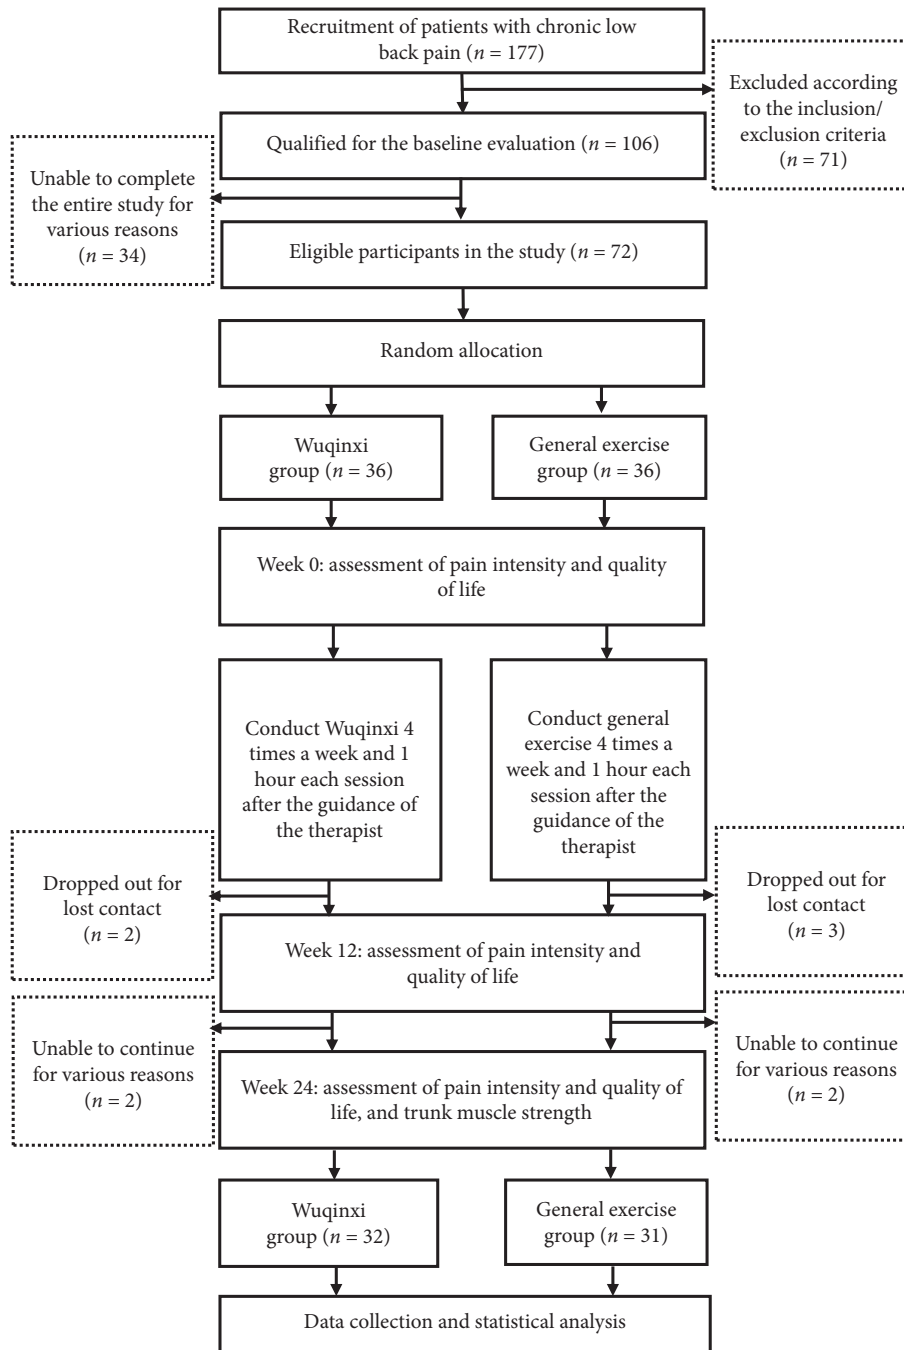 Recruitment of patients with chronic low
back pain (n = 177)
Excluded according
to the inclusion/
exclusion criteria
(n = 71)
Qualified for the baseline evaluation (n = 106)
Unable to complete
the entire study for
various reasons
(n = 34)
Eligible participants in the study (n = 72)
Random allocation
Wuqinxi
group (n = 36)
General exercise
group (n = 36)
Week 0: assessment of pain intensity and quality
of life
Conduct Wuqinxi 4
times a week and 1
hour each session
after the guidance of
the therapist
Conduct general
exercise 4 times a
week and 1 hour each
session after the
guidance of the
therapist
Dropped out for
lost contact
(n = 2)
Dropped out for
lost contact
(n = 3)
Week 12: assessment of pain intensity and
quality of life
Unable to continue
for various reasons
(n = 2)
Unable to continue
for various reasons
(n = 2)
Week 24: assessment of pain intensity and quality of
life, and trunk muscle strength
Wuqinxi
group (n = 32)
General exercise
group (n = 31)
Data collection and statistical analysis